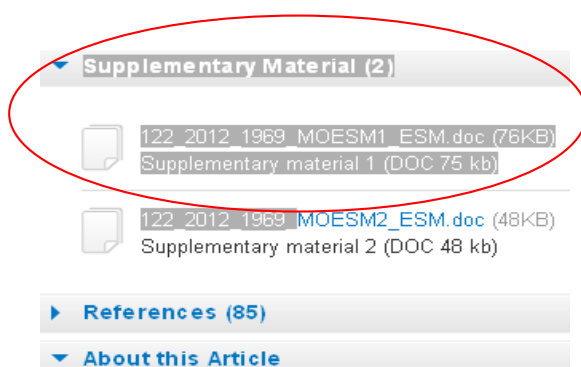 Supplementary Material (2)
122_2012_1969_MOESM1_ESM.doc (76KB)
Supplementary material 1 (DOC 75 kb)
122_2012_1969_MOESM2_ESM.doc (48KB)
Supplementary material 2 (DOC 48 kb)
References (85)
About this Article